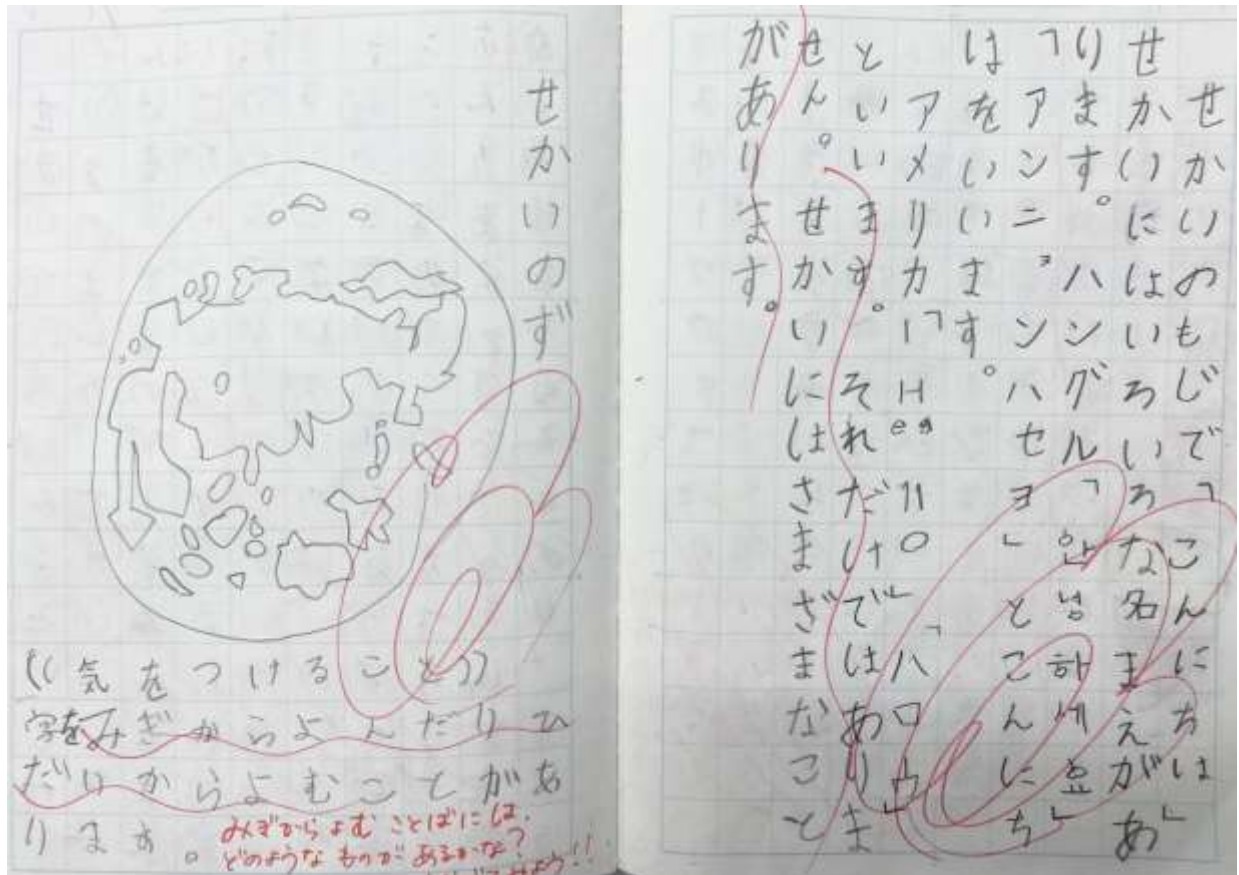 せかいのもじで「こんにちは」
せかいにはいろいろな名まえがあ
ります。ハングル「안녕하세요」
「アンニョンハセヨ」とこんにち
はをいいます。
アメリカ「Hello」「ハロウ」
といいます。それだけではありま
せん。せかいにはさまざまなこと
があります。
せかいのず
((気をつけること))
字をみぎからよんだりひ
だりからよむことがあ
ります。
みぎからよむことばには、
どのようなものがあるかな?
みよう!!